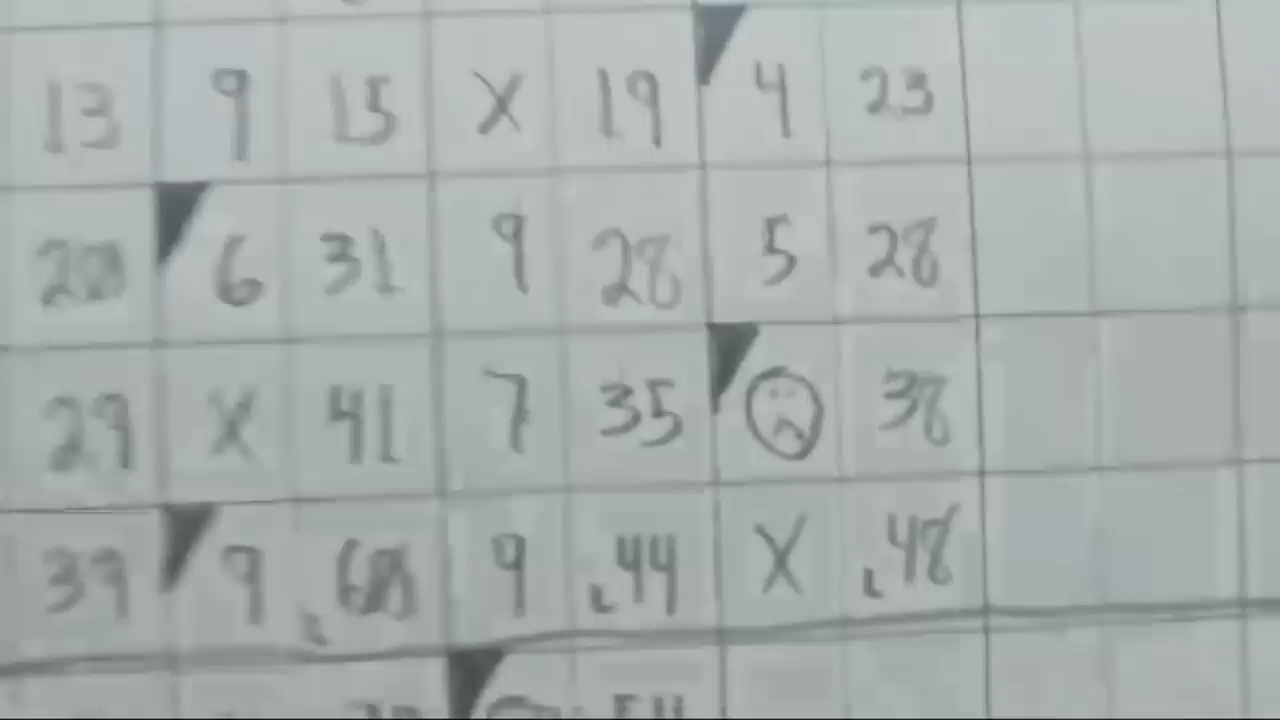 13 9 15 X 19 4 23
20 6 31 9 28 5 28
29 X 41 7 35 38
39 9 60 9 44 X 48